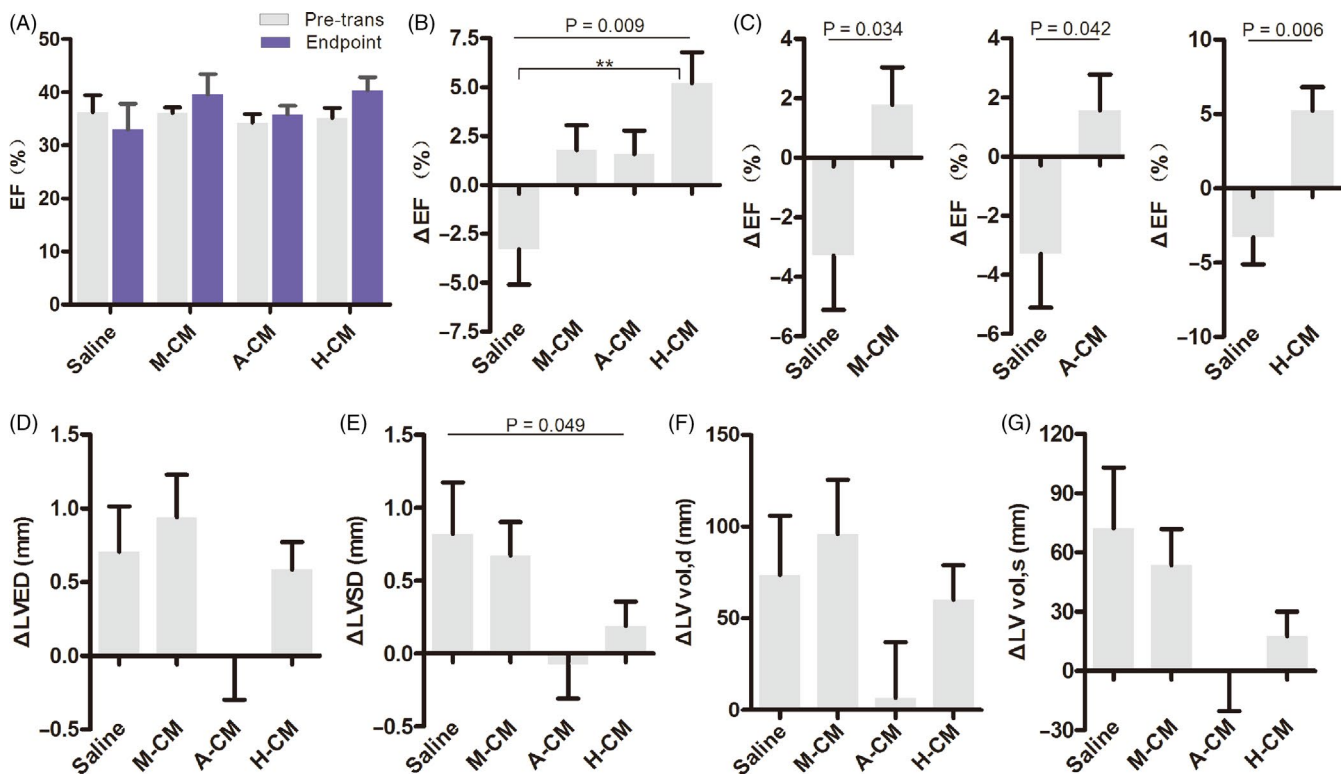 (A)
Pre-trans
Endpoint
EF (%)
50
40
30
20
10
0
Saline
M-CM
A-CM
H-CM
(B)
P = 0.009
**
ΔEF (%)
7.5
5.0
2.5
0.0
−2.5
−5.0
−7.5
Saline
M-CM
A-CM
H-CM
(C)
P = 0.034
ΔEF (%)
4
2
0
−2
−4
−6
Saline
M-CM
P = 0.042
ΔEF (%)
4
2
0
−2
−4
−6
Saline
A-CM
P = 0.006
ΔEF (%)
10
5
0
−5
−10
Saline
H-CM
(D)
ΔLVED (mm)
1.5
1.0
0.5
0.0
−0.5
Saline
M-CM
A-CM
H-CM
(E)
P = 0.049
ΔLVSD (mm)
1.5
1.0
0.5
0.0
−0.5
Saline
M-CM
A-CM
H-CM
(F)
ΔLV vol,d (mm)
150
100
50
0
Saline
M-CM
A-CM
H-CM
(G)
ΔLV vol,s (mm)
120
90
60
30
0
−30
Saline
M-CM
A-CM
H-CM